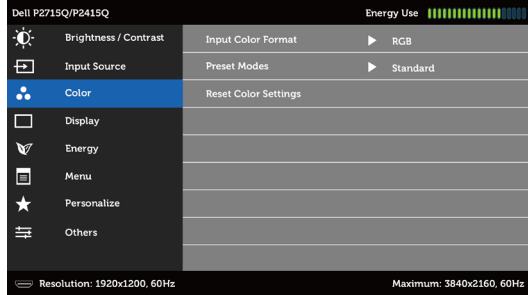 Dell P2715Q/P2415Q Energy Use
Brightness / Contrast Input Color Format RGB
Input Source Preset Modes Standard
Color Reset Color Settings
Display
Energy
Menu
Personalize
Others
Resolution: 1920x1200, 60Hz Maximum: 3840x2160, 60Hz